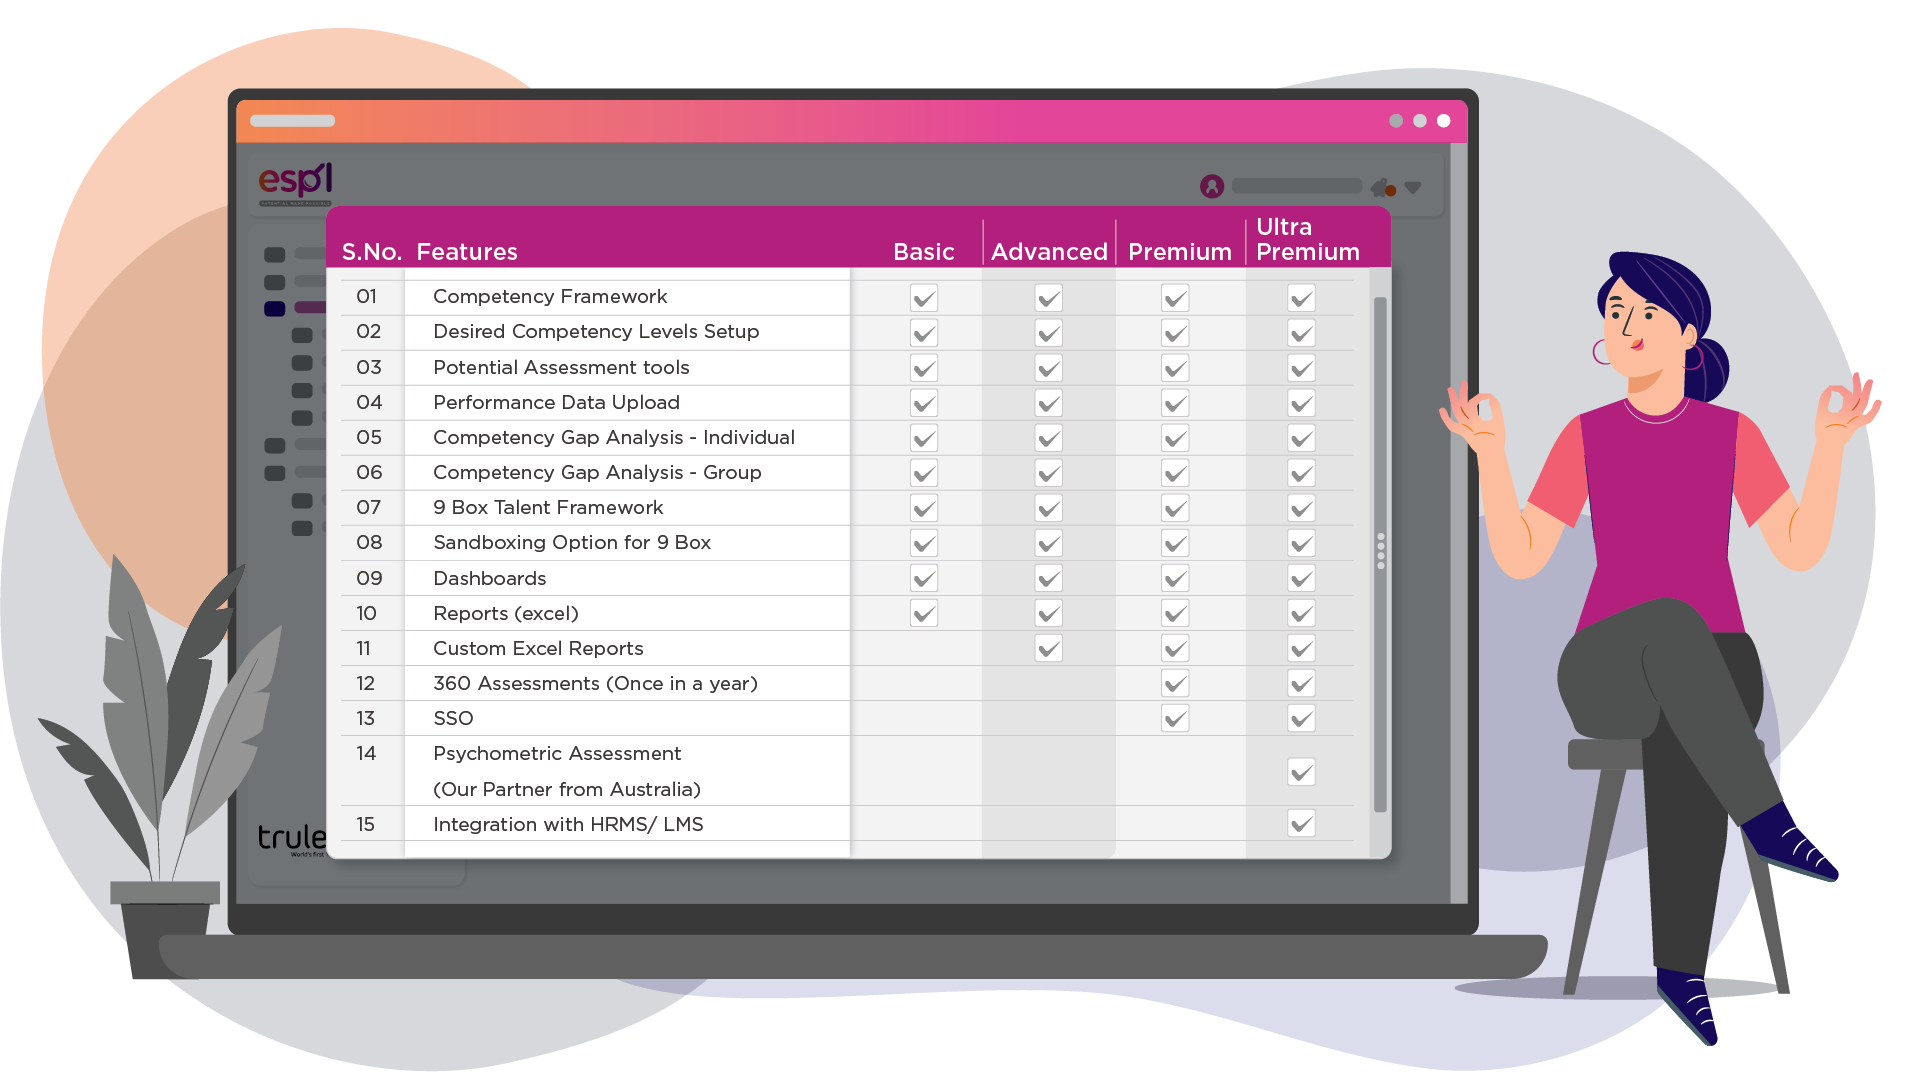 espl
S.No. Features Basic Advanced Premium Ultra Premium
01 Competency Framework
02 Desired Competency Levels Setup
03 Potential Assessment tools
04 Performance Data Upload
05 Competency Gap Analysis - Individual
06 Competency Gap Analysis - Group
07 9 Box Talent Framework
08 Sandboxing Option for 9 Box
09 Dashboards
10 Reports (excel)
11 Custom Excel Reports
12 360 Assessments (Once in a year)
13 SSO
14 Psychometric Assessment
(Our Partner from Australia)
15 Integration with HRMS/ LMS
trule
World's first